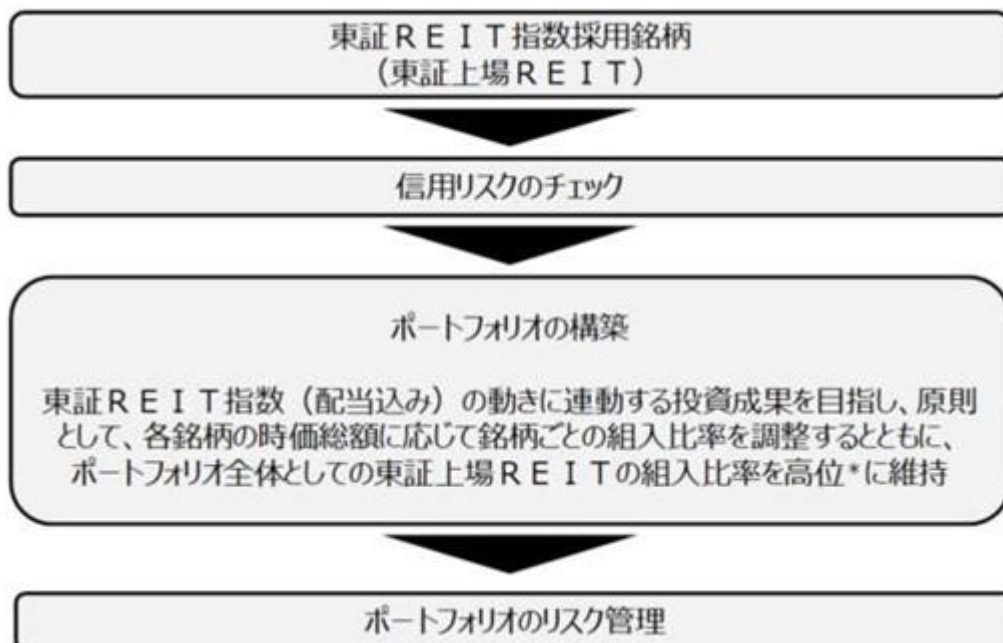 東証ＲＥＩＴ指数採用銘柄
（東証上場ＲＥＩＴ）
信用リスクのチェック
ポートフォリオの構築
東証ＲＥＩＴ指数（配当込み）の動きに連動する投資成果を目指し、原則
として、各銘柄の時価総額に応じて銘柄ごとの組入比率を調整するとともに、
ポートフォリオ全体としての東証上場ＲＥＩＴの組入比率を高位*に維持
ポートフォリオのリスク管理